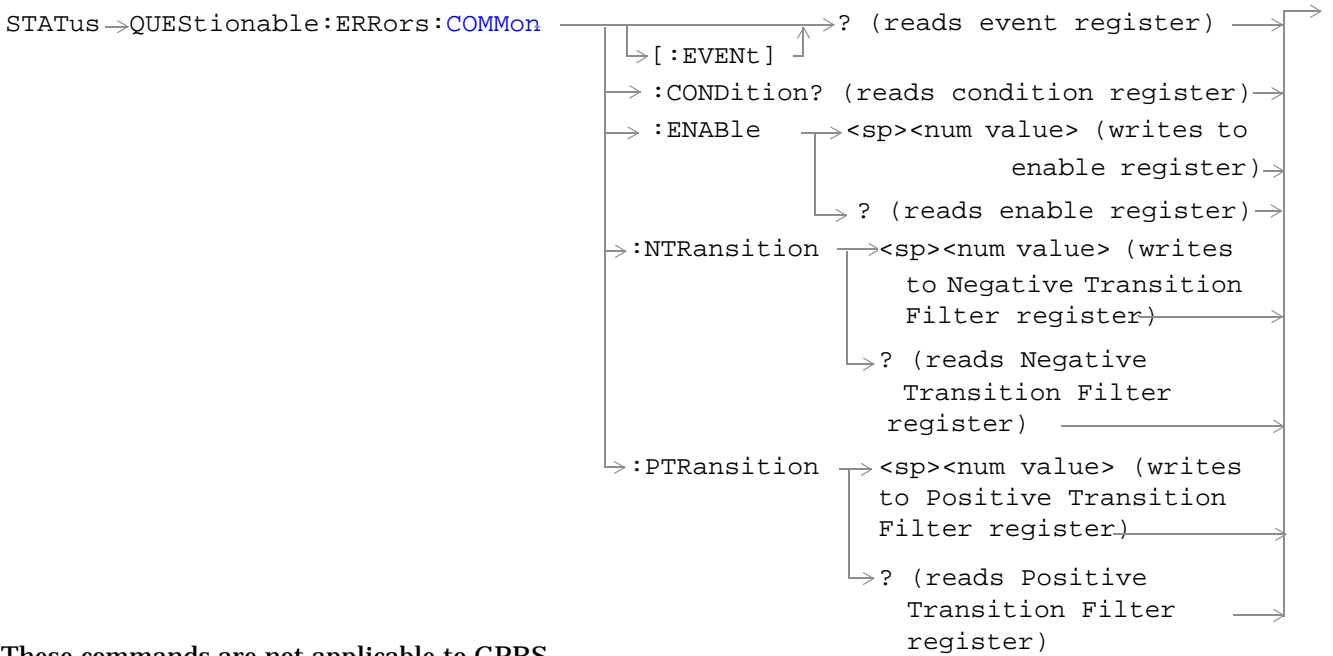 STATus QUEStionable:ERRors:COMMon ? (reads event register)
[:EVENt]
:CONDition? (reads condition register)
:ENABle <sp><num value> (writes to
enable register)
? (reads enable register)
:NTRansition <sp><num value> (writes
to Negative Transition
Filter register)
? (reads Negative
Transition Filter
register)
:PTRansition <sp><num value> (writes
to Positive Transition
Filter register)
? (reads Positive
Transition Filter
register)
These commands are not applicable to GPRS